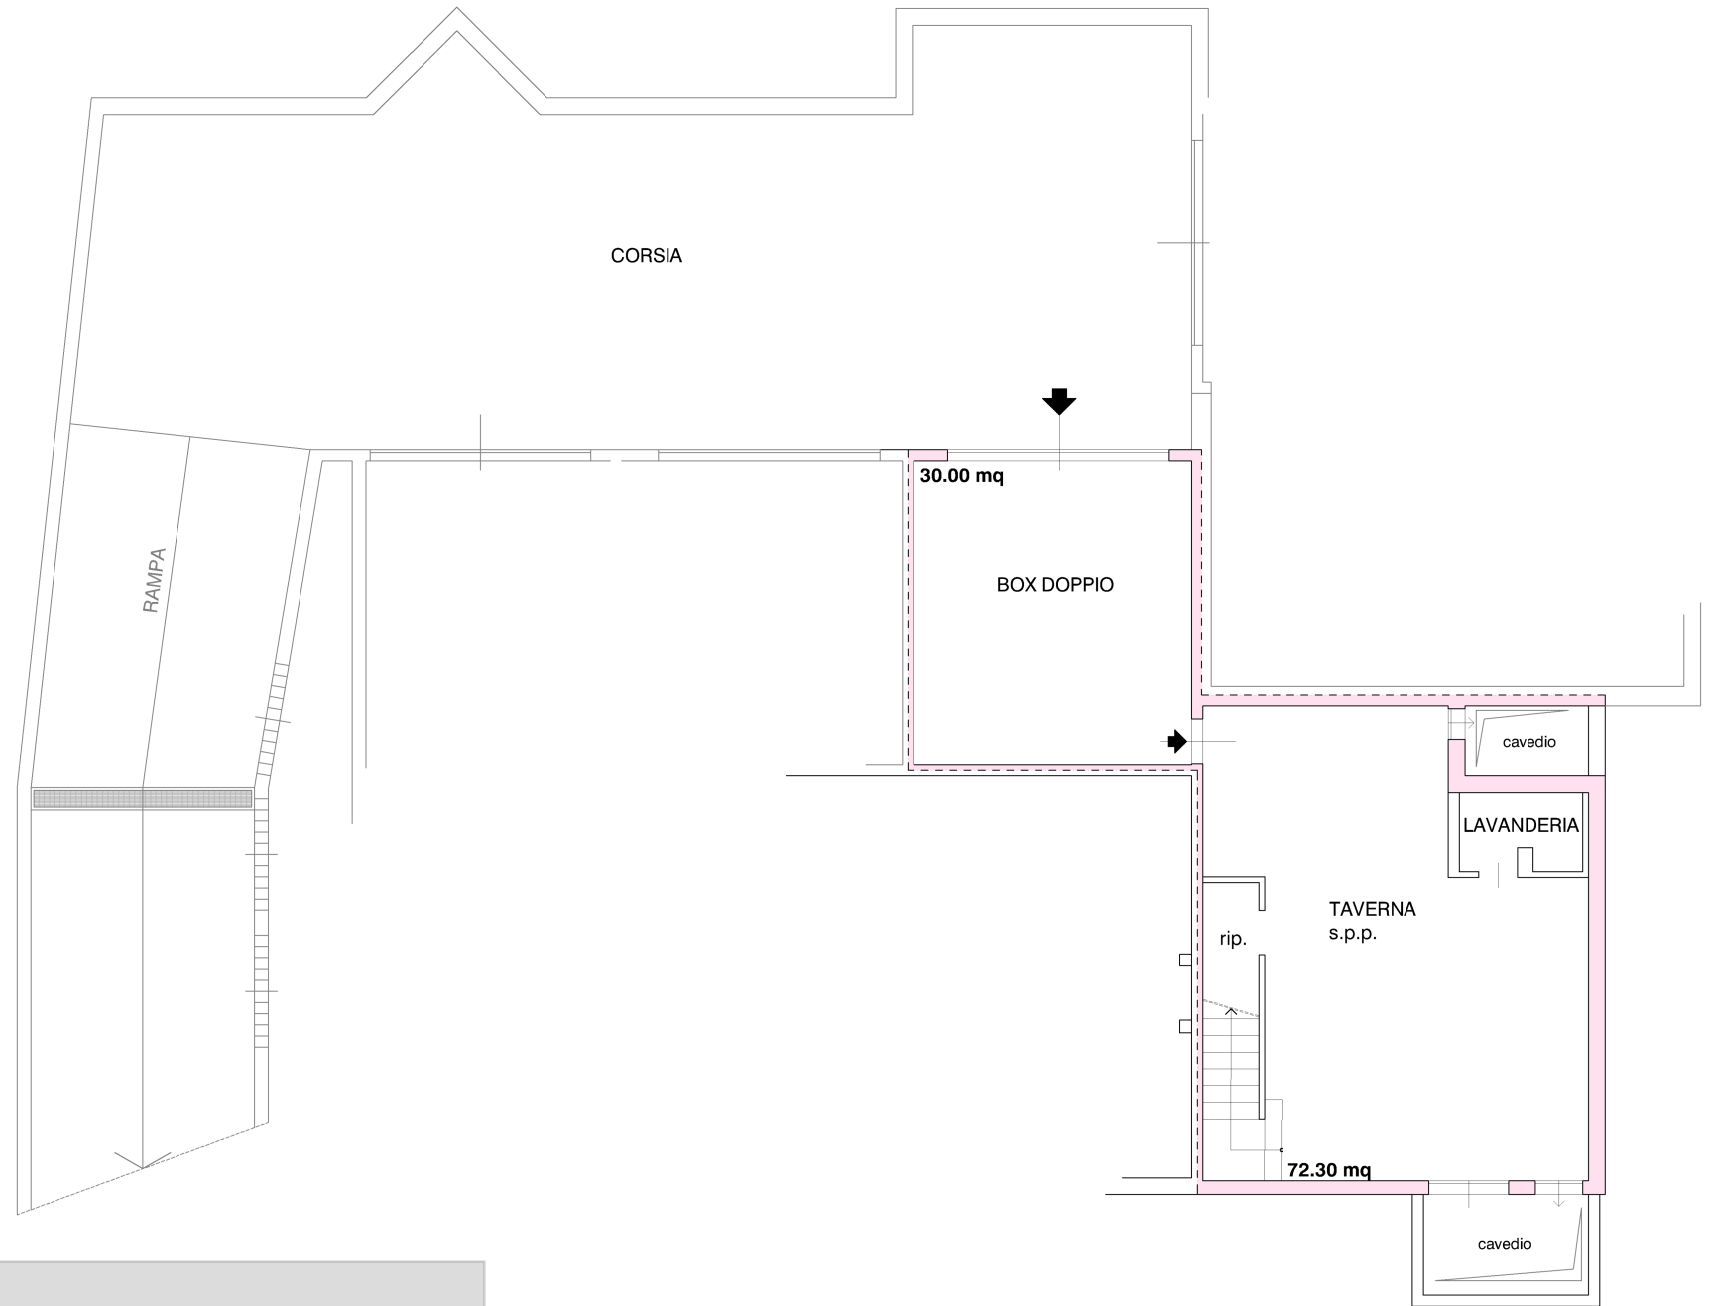 CORSIA
30.00 mq
RAMPA
BOX DOPPIO
cavedio
LAVANDERIA
TAVERNA
s.p.p.
rip.
72.30 mq
cavedio